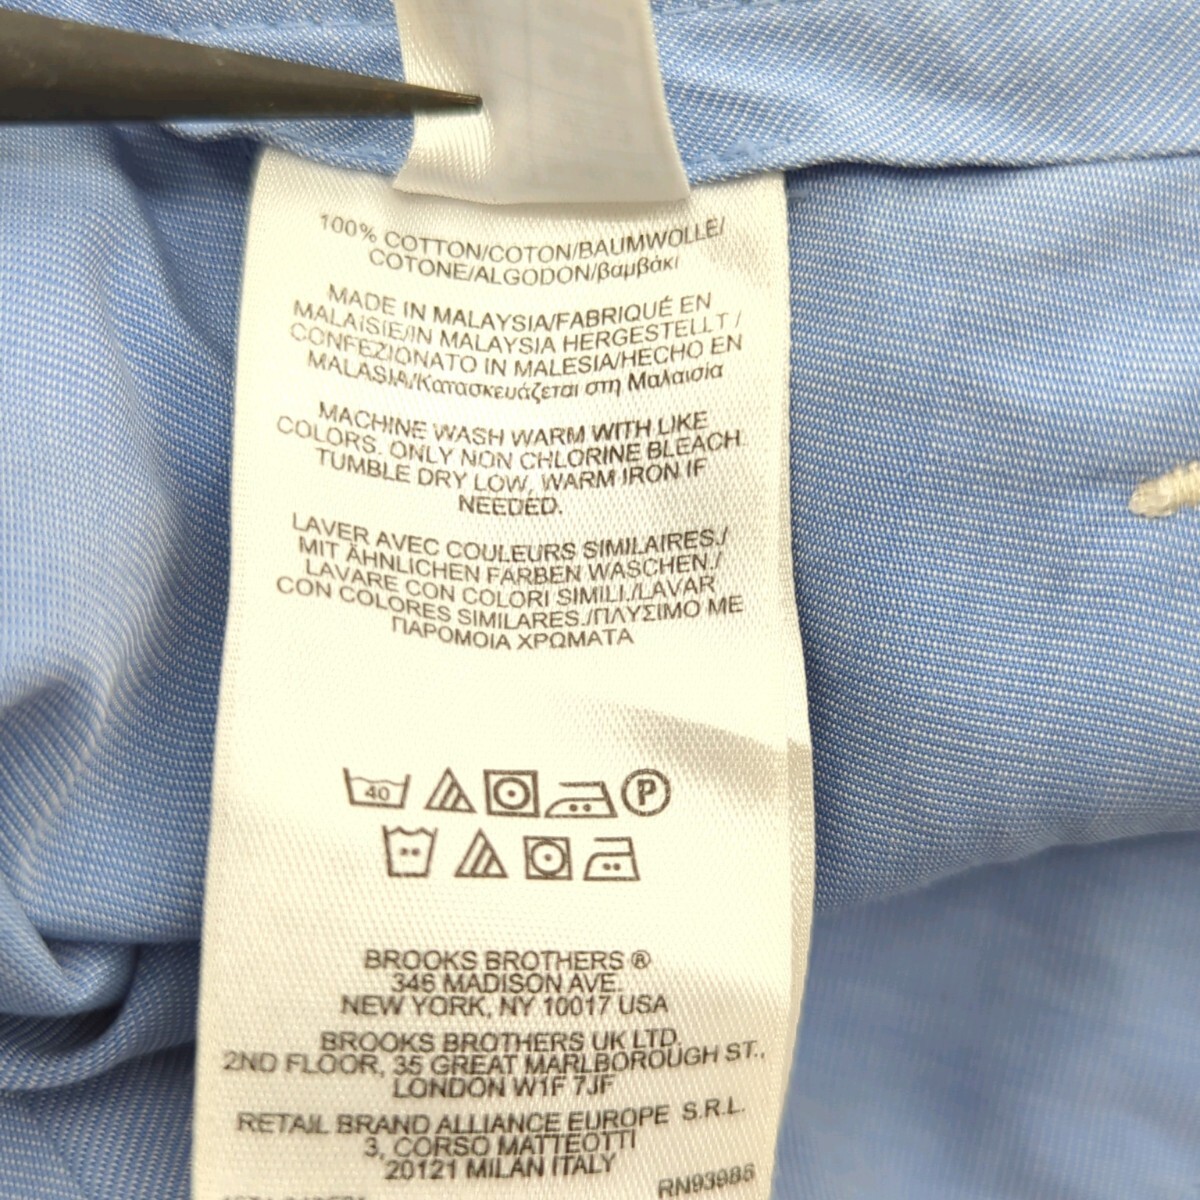 100% COTTON/COTON/BAUMWOLLE/
COTONE/ALGODON/βαμβάκι
MADE IN MALAYSIA/FABRIQUÉ EN
MALAISIE/IN MALAYSIA HERGESTELLT /
CONFEZIONATO IN MALESIA/HECHO EN
MALASIA/Κατασκευάζεται στη Μαλαισία
MACHINE WASH WARM WITH LIKE
COLORS. ONLY NON CHLORINE BLEACH.
TUMBLE DRY LOW, WARM IRON IF
NEEDED.
LAVER AVEC COULEURS SIMILAIRES./
MIT ÄHNLICHEN FARBEN WASCHEN./
LAVARE CON COLORI SIMILI./LAVAR
CON COLORES SIMILARES./ΠΛΥΣΙΜΟ ΜΕ
ΠΑΡΟΜΟΙΑ ΧΡΩΜΑΤΑ
40 P
BROOKS BROTHERS ®
346 MADISON AVE.
NEW YORK, NY 10017 USA
BROOKS BROTHERS UK LTD.
2ND FLOOR, 35 GREAT MARLBOROUGH ST.,
LONDON W1F 7JF
RETAIL BRAND ALLIANCE EUROPE S.R.L.
3, CORSO MATTEOTTI
20121 MILAN ITALY
RN93985